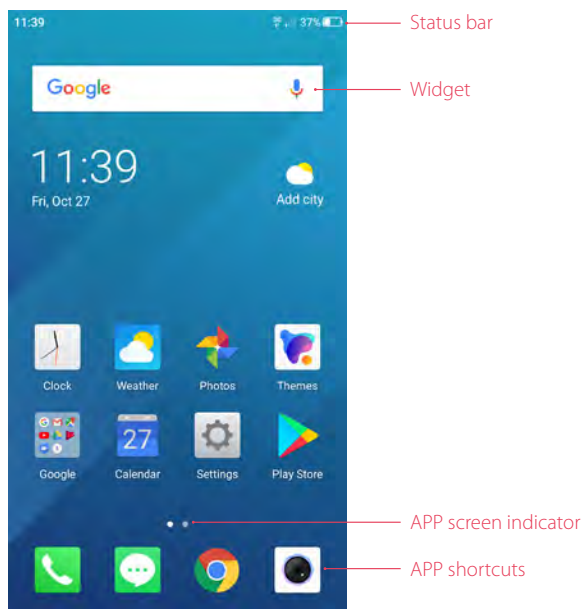 11:39 37% Status bar
Google Widget
11:39
Fri, Oct 27 Add city
Clock Weather Photos Themes
27
Google Calendar Settings Play Store
APP screen indicator
APP shortcuts